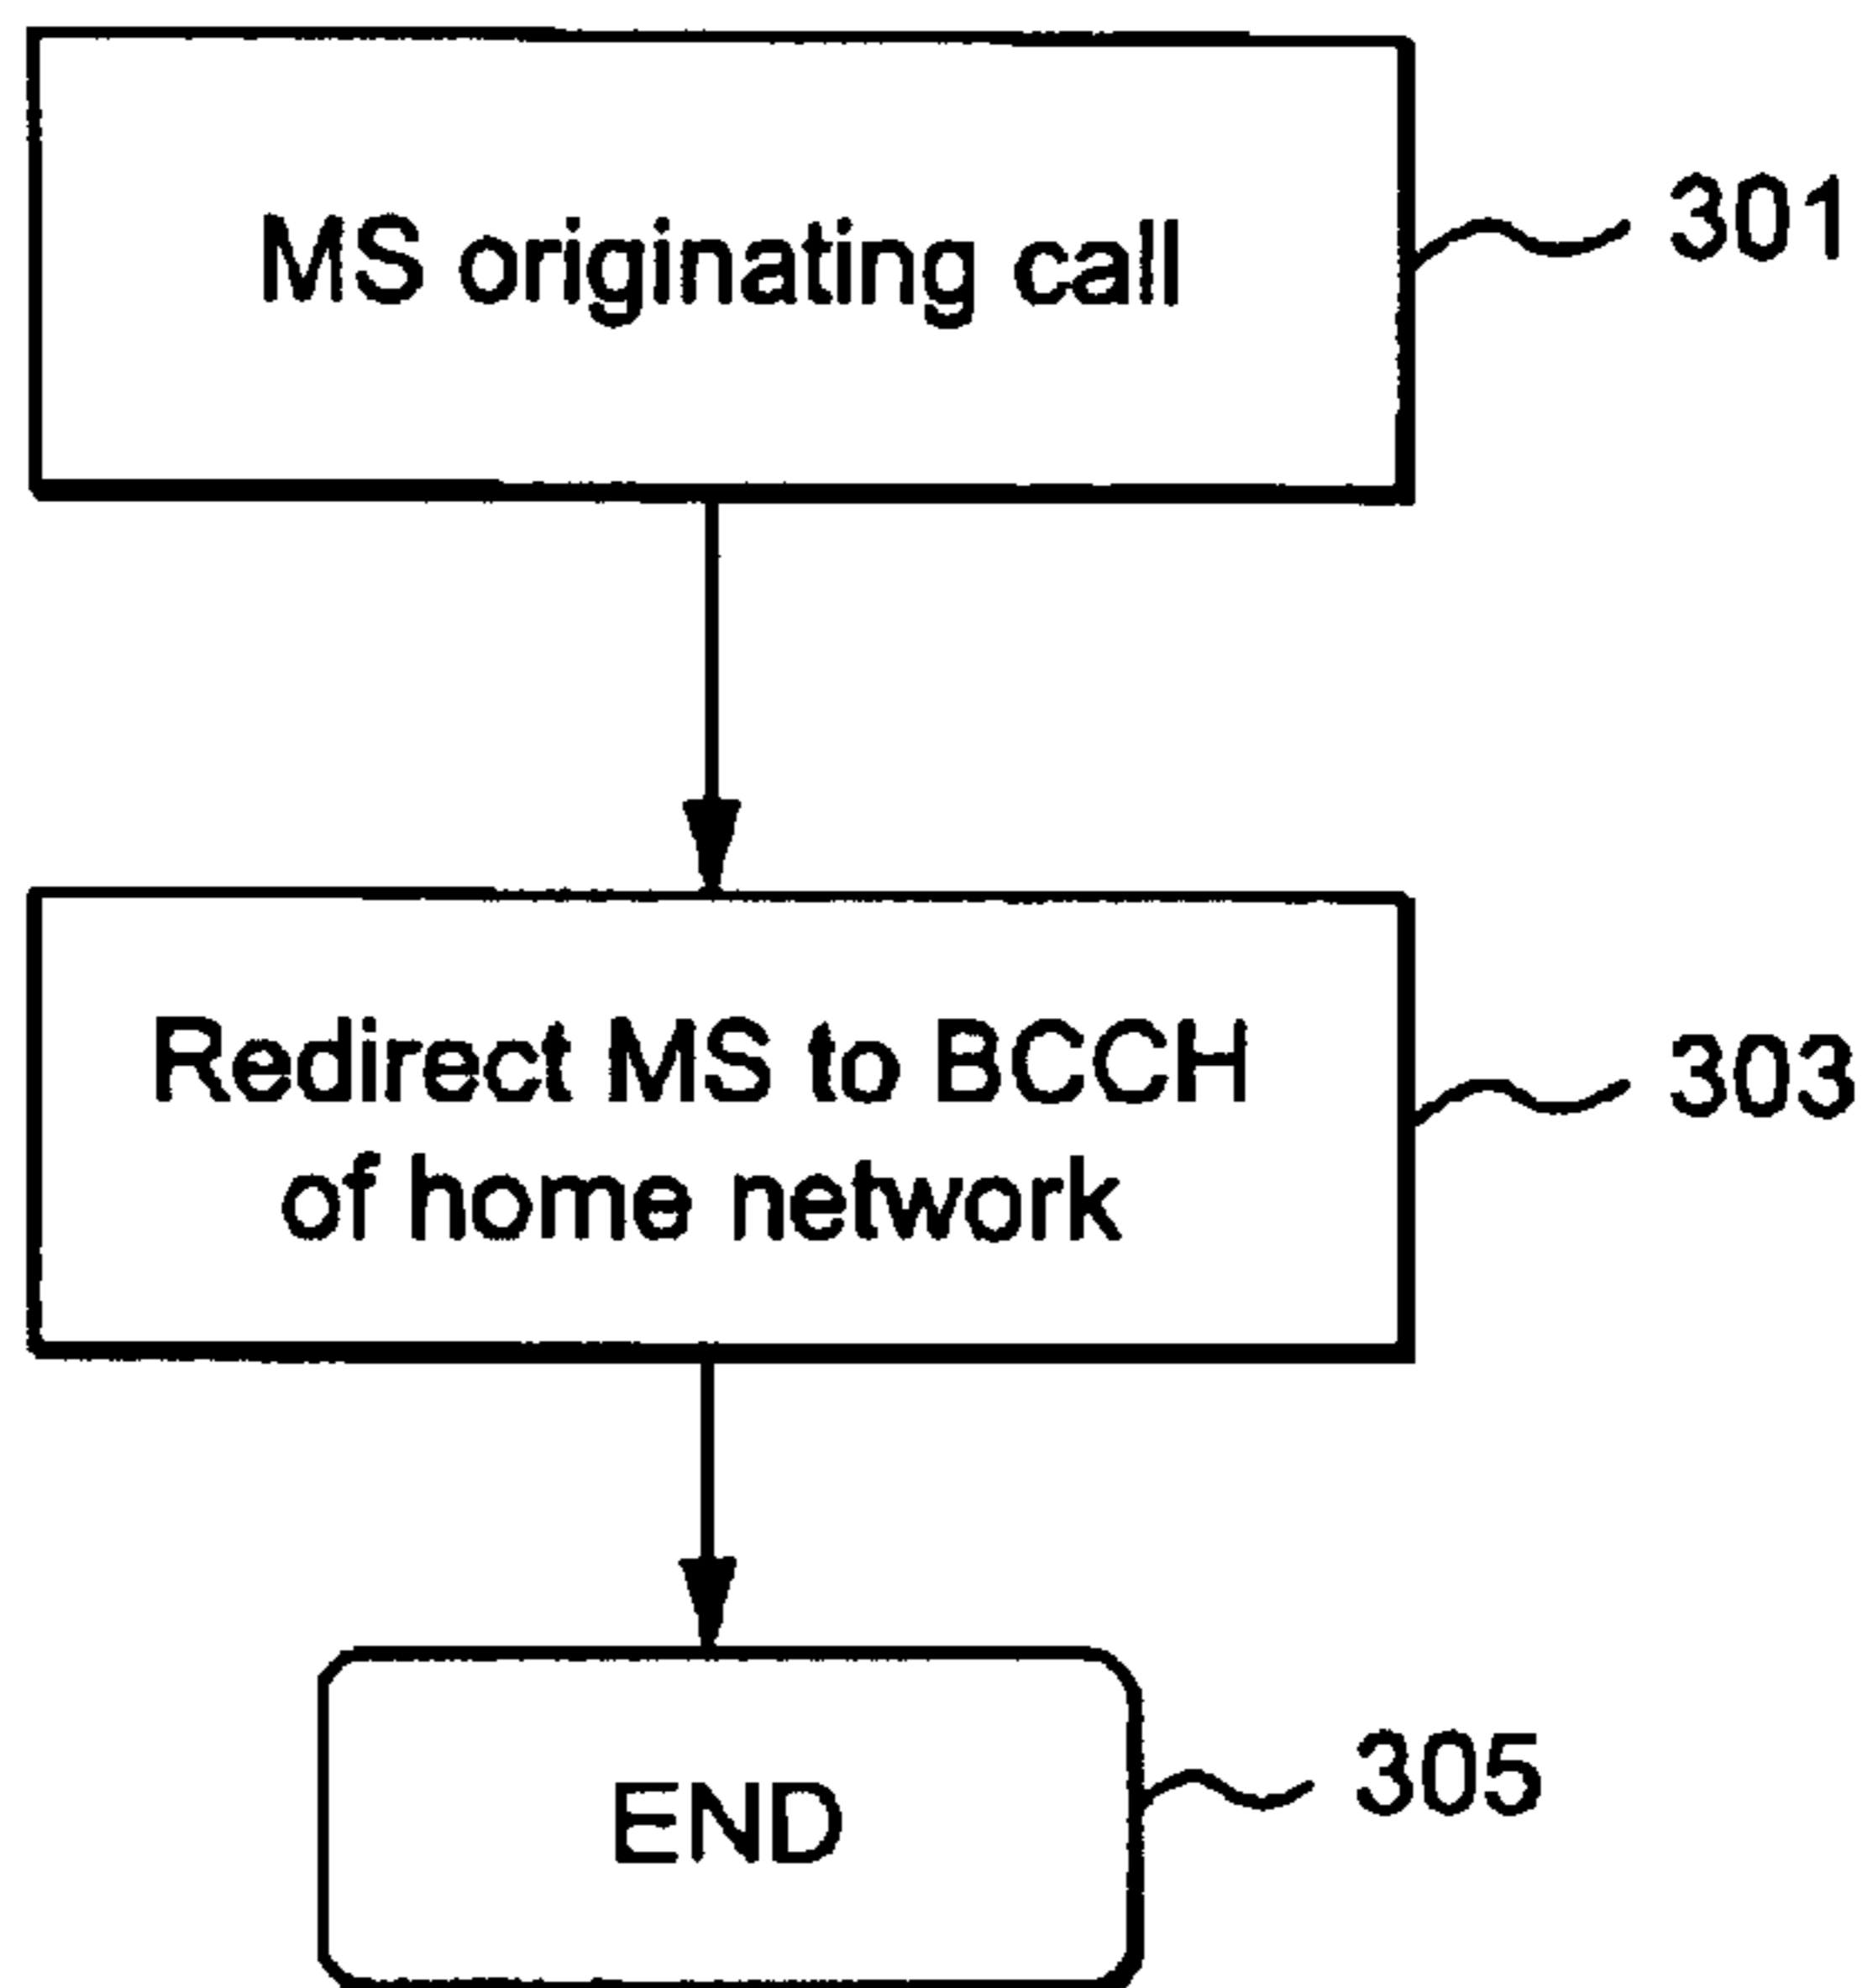 MS originating call
301
Redirect MS to BCCH
of home network
303
END
305